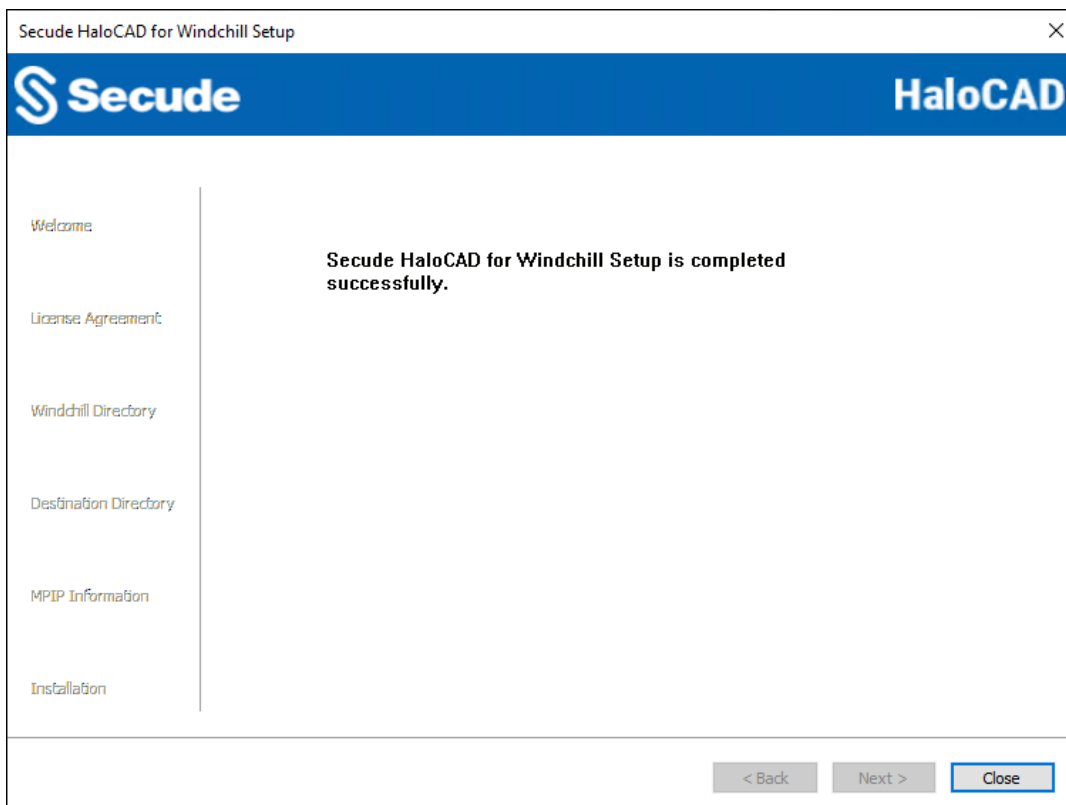 Secude HaloCAD for Windchill Setup
Secude
HaloCAD
Welcome
License Agreement
Windchill Directory
Destination Directory
MPIP Information
Installation
Secude HaloCAD for Windchill Setup is completed
successfully.
< Back
Next >
Close